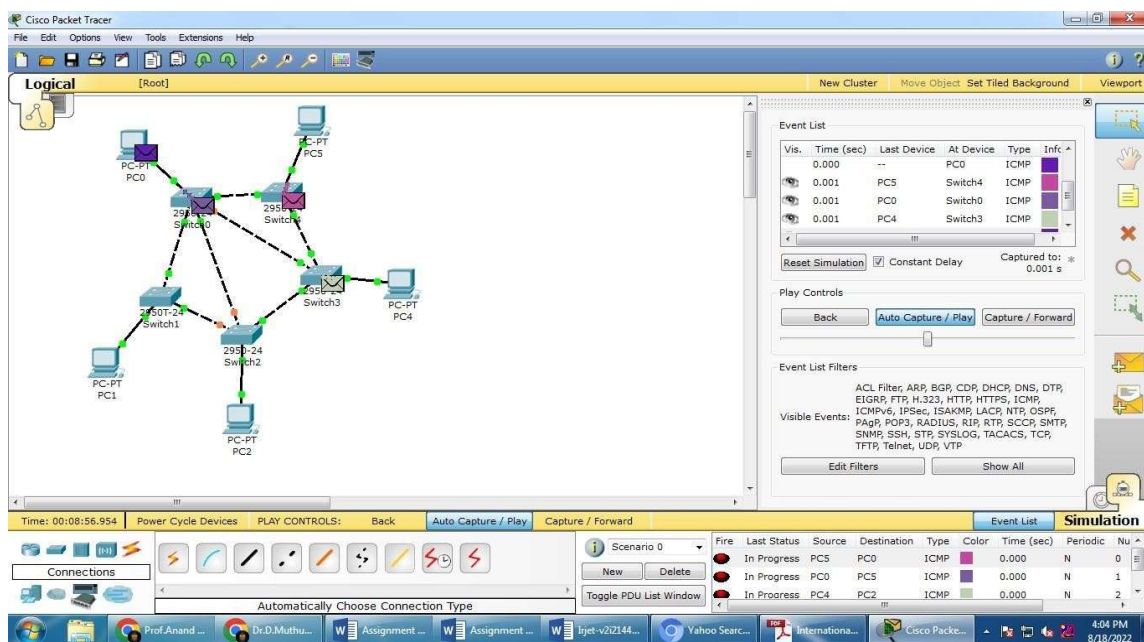 Cisco Packet Tracer
File Edit Options View Tools Extensions Help
Logical [Root] New Cluster Move Object Set Tiled Background Viewport
PC-PT
PC5
PC-PT
PC0
Switch3
PC-PT
PC4
2950T-24
Switch1
2950-24
Switch2
PC-PT
PC1
PC-PT
PC2
Event List
Vis. Time (sec) Last Device At Device Type Info
0.000 -- PC0 ICMP
0.001 PC5 Switch4 ICMP
0.001 PC0 Switch0 ICMP
0.001 PC4 Switch3 ICMP
Reset Simulation Constant Delay Captured to: *
0.001 s
Play Controls
Back Auto Capture / Play Capture / Forward
Event List Filters
Visible Events: ACL Filter, ARP, BGP, CDP, DHCP, DNS, DTP,
EIGRP, FTP, H.323, HTTP, HTTPS, ICMP,
ICMPv6, IPSec, ISAKMP, LACP, NTP, OSPF,
PAgP, POP3, RADIUS, RIP, RTP, SCCP, SMTP,
SNMP, SSH, STP, SYSLOG, TACACS, TCP,
TFTP, Telnet, UDP, VTP
Edit Filters Show All
Time: 00:08:56.954 Power Cycle Devices PLAY CONTROLS: Back Auto Capture / Play Capture / Forward Event List Simulation
Connections
Automatically Choose Connection Type
Scenario 0
New Delete
Toggle PDU List Window
Fire Last Status Source Destination Type Color Time (sec) Periodic Nu
In Progress PC5 PC0 ICMP 0.000 N 0
In Progress PC0 PC5 ICMP 0.000 N 1
In Progress PC4 PC2 ICMP 0.000 N 2
Prof.Anand ... Dr.D.Muthu... Assignment ... Assignment ... Irjet-v2i2144... Yahoo Searc... Internationa... Cisco Packe...
4:04 PM